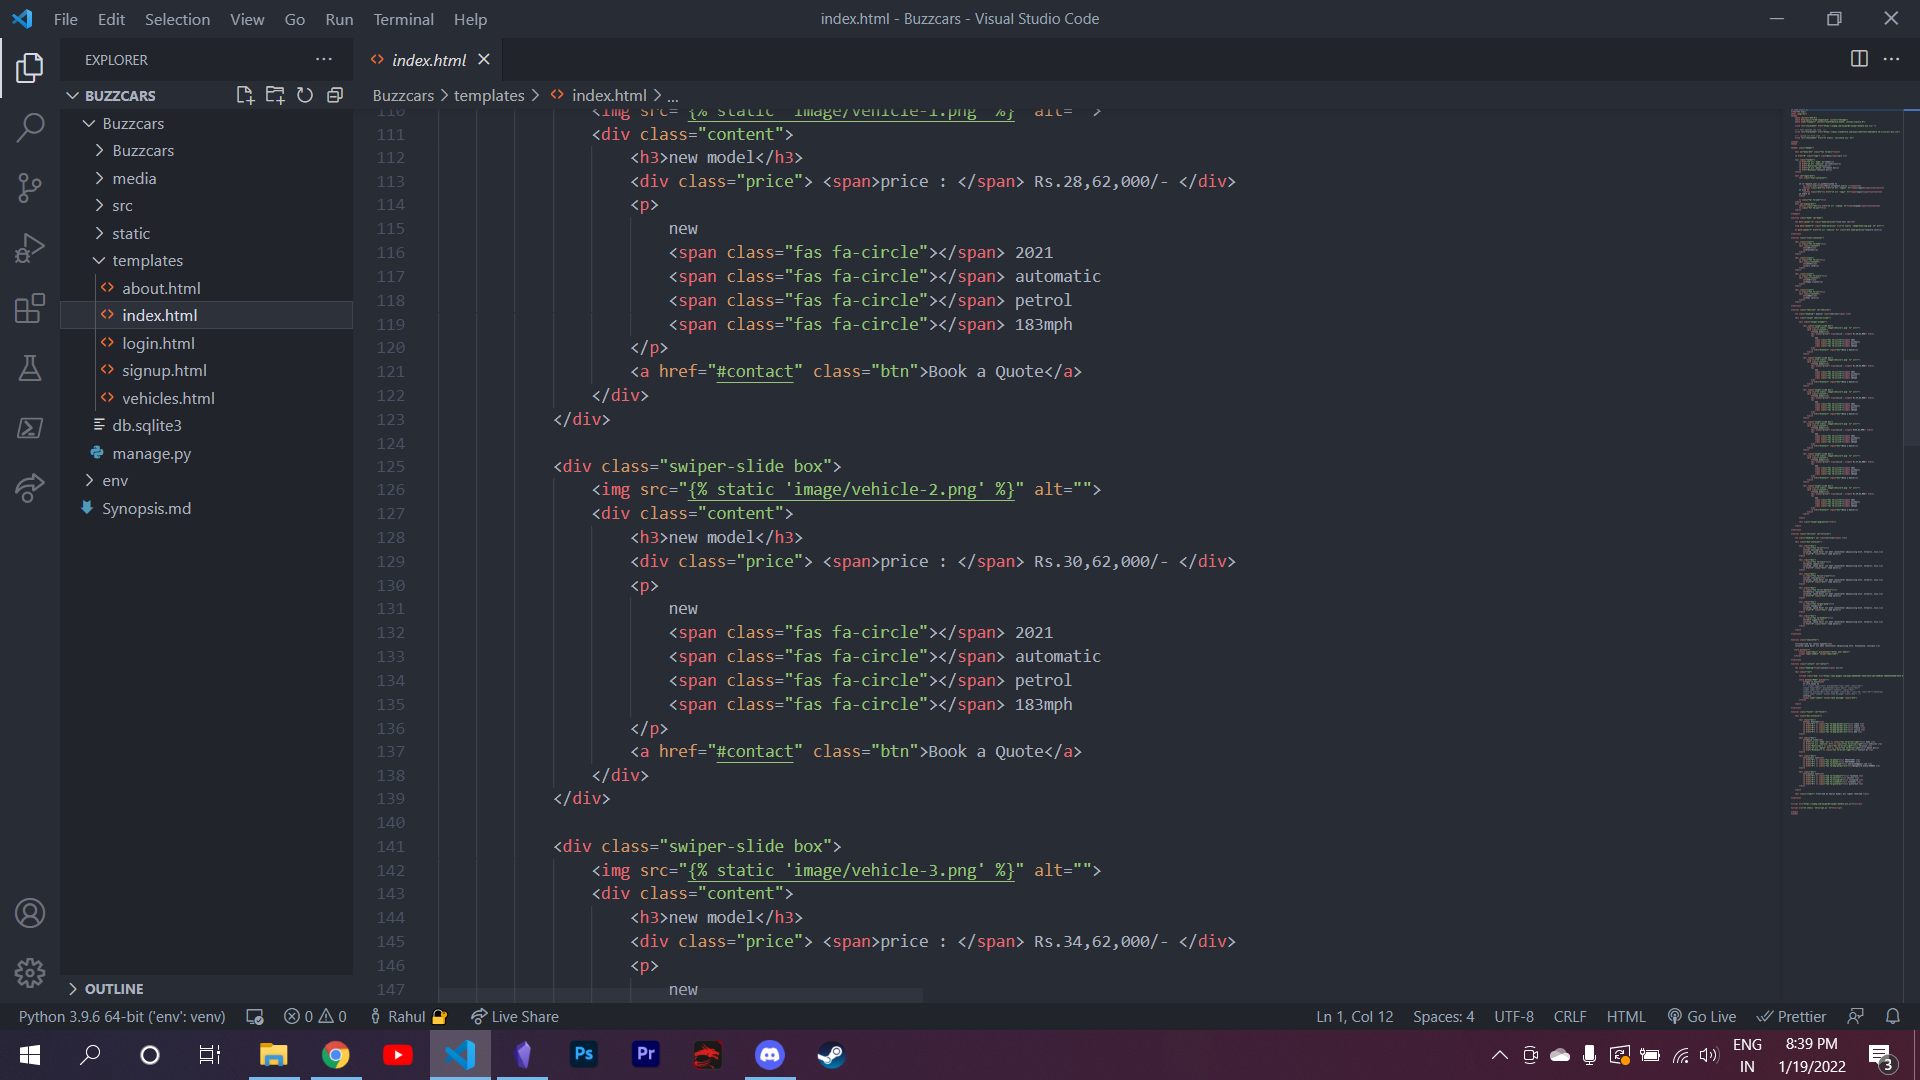 File Edit Selection View Go Run Terminal Help
index.html - Buzzcars - Visual Studio Code
EXPLORER
index.html
BUZZCARS
Buzzcars > templates > index.html > ...
Buzzcars
Buzzcars
media
src
static
templates
about.html
index.html
login.html
signup.html
vehicles.html
db.sqlite3
manage.py
env
Synopsis.md
OUTLINE
110 <img src="{% static 'image/vehicle-1.png' %}" alt="">
111 <div class="content">
112 <h3>new model</h3>
113 <div class="price"> <span>price : </span> Rs.28,62,000/- </div>
114 <p>
115 new
116 <span class="fas fa-circle"></span> 2021
117 <span class="fas fa-circle"></span> automatic
118 <span class="fas fa-circle"></span> petrol
119 <span class="fas fa-circle"></span> 183mph
120 </p>
121 <a href="#contact" class="btn">Book a Quote</a>
122 </div>
123 </div>
124
125 <div class="swiper-slide box">
126 <img src="{% static 'image/vehicle-2.png' %}" alt="">
127 <div class="content">
128 <h3>new model</h3>
129 <div class="price"> <span>price : </span> Rs.30,62,000/- </div>
130 <p>
131 new
132 <span class="fas fa-circle"></span> 2021
133 <span class="fas fa-circle"></span> automatic
134 <span class="fas fa-circle"></span> petrol
135 <span class="fas fa-circle"></span> 183mph
136 </p>
137 <a href="#contact" class="btn">Book a Quote</a>
138 </div>
139 </div>
140
141 <div class="swiper-slide box">
142 <img src="{% static 'image/vehicle-3.png' %}" alt="">
143 <div class="content">
144 <h3>new model</h3>
145 <div class="price"> <span>price : </span> Rs.34,62,000/- </div>
146 <p>
147 new
Python 3.9.6 64-bit ('env': venv) 0 0 Rahul Live Share Ln 1, Col 12 Spaces: 4 UTF-8 CRLF HTML Go Live Prettier
Ps Pr ENG 8:39 PM
IN 1/19/2022 3